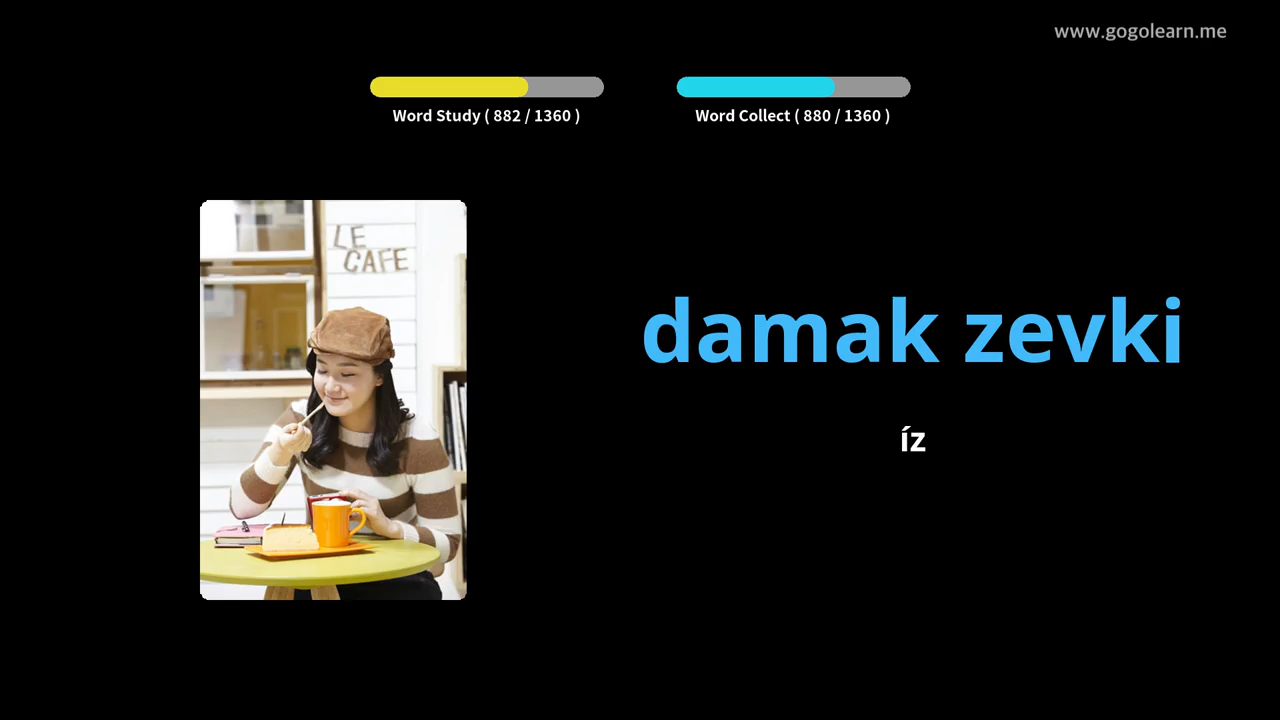 www.gogolearn.me
Word Study ( 882 / 1360 )
Word Collect ( 880 / 1360 )
LE
CAFE
damak zevki
íz